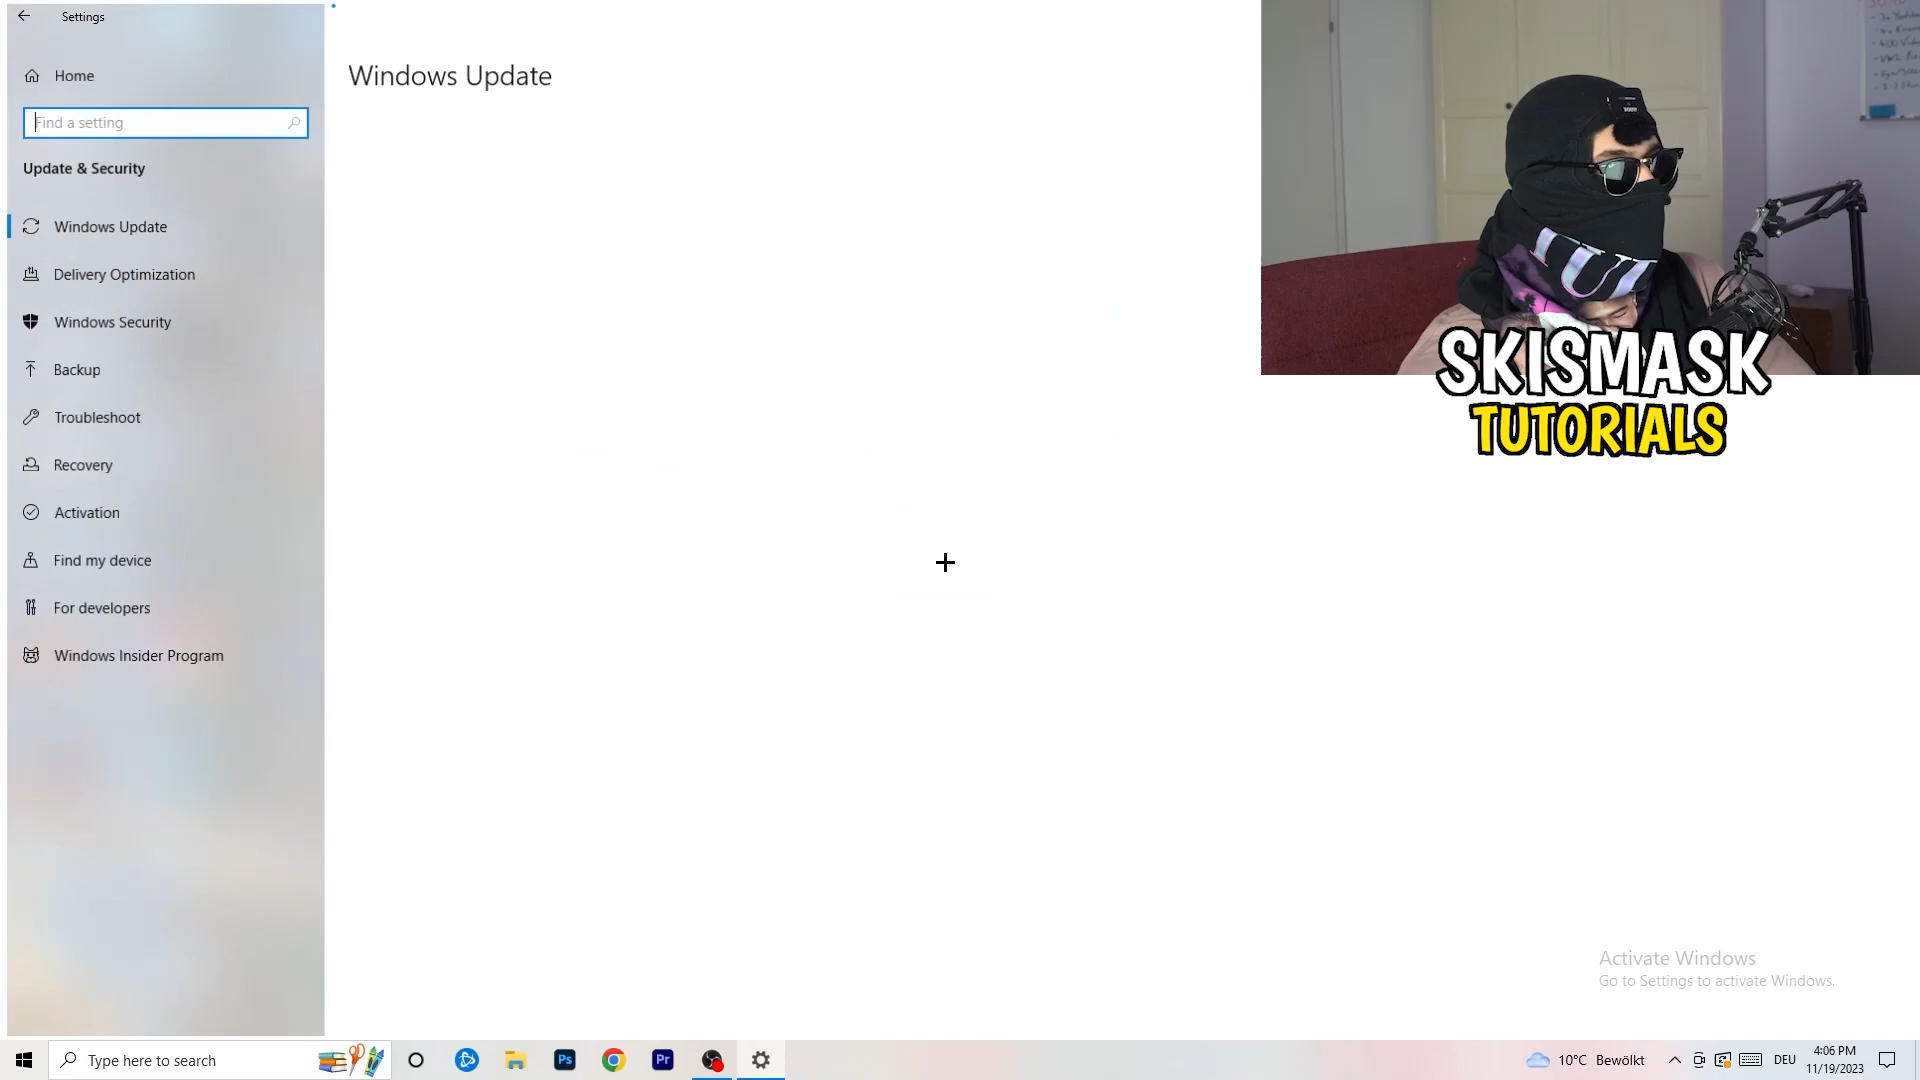 Settings
Home
Find a setting
Update & Security
Windows Update
Delivery Optimization
Windows Security
Backup
Troubleshoot
Recovery
Activation
Find my device
For developers
Windows Insider Program
Windows Update
SKISMASK
TUTORIALS
Activate Windows
Go to Settings to activate Windows.
Type here to search
Ps
Pr
10°C Bewölkt
DEU
4:06 PM
11/19/2023